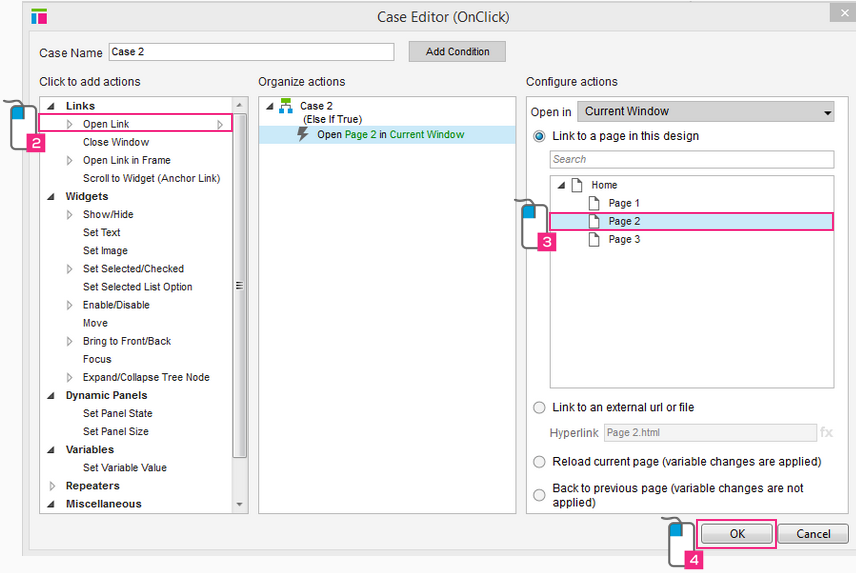 Case Editor (OnClick)
Case Name Case 2 Add Condition
Click to add actions
Links
Open Link
2
Close Window
Open Link in Frame
Scroll to Widget (Anchor Link)
Widgets
Show/Hide
Set Text
Set Image
Set Selected/Checked
Set Selected List Option
Enable/Disable
Move
Bring to Front/Back
Focus
Expand/Collapse Tree Node
Dynamic Panels
Set Panel State
Set Panel Size
Variables
Set Variable Value
Repeaters
Miscellaneous
Organize actions
Case 2
(Else If True)
Open Page 2 in Current Window
Configure actions
Open in Current Window
Link to a page in this design
Search
Home
Page 1
Page 2
3
Page 3
Link to an external url or file
Hyperlink Page 2.html fx
Reload current page (variable changes are applied)
Back to previous page (variable changes are not
applied)
OK Cancel
4